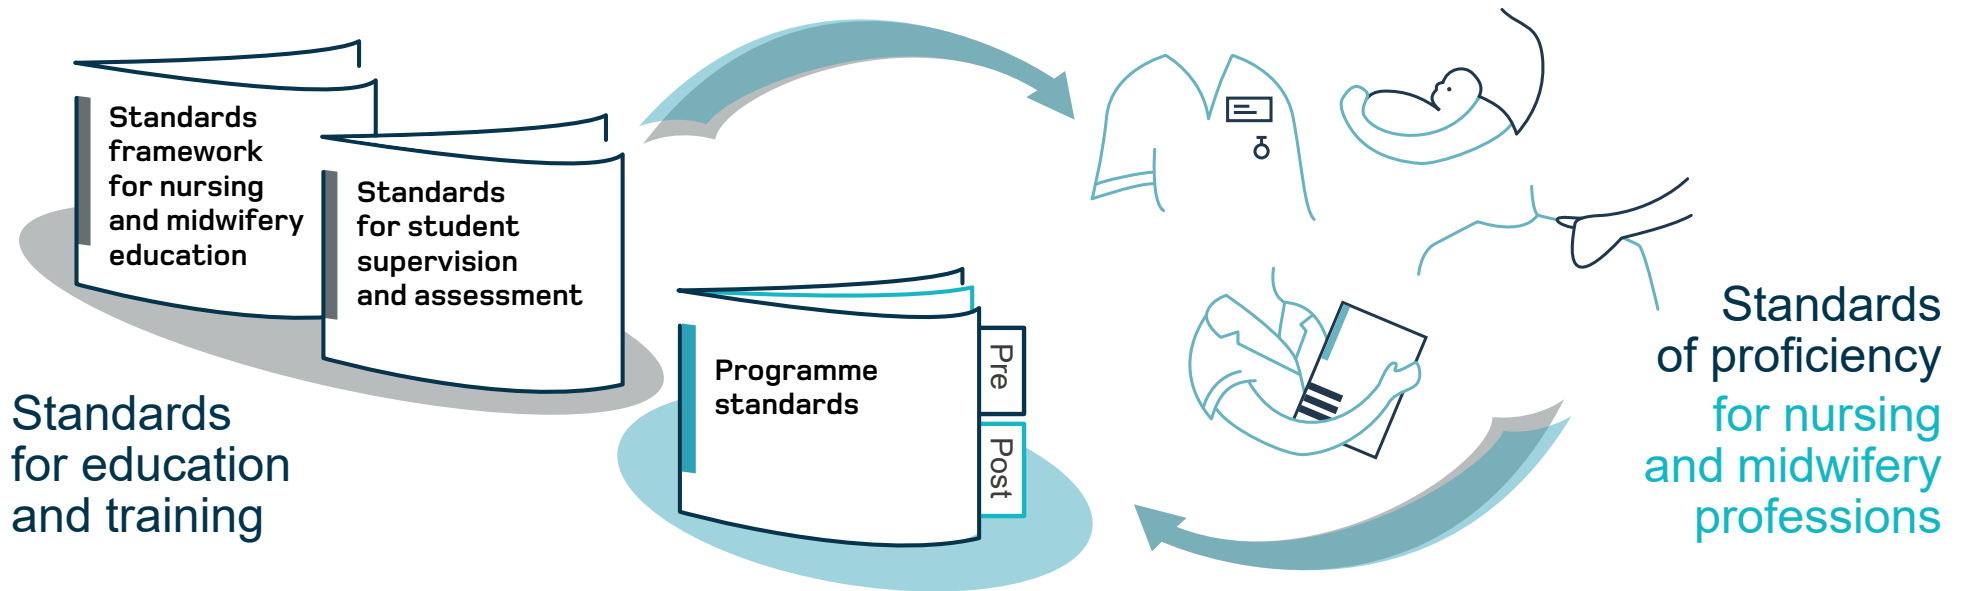 Standards
framework
for nursing
and midwifery
education
Standards
for student
supervision
and assessment
Programme
standards
Pre
Post
Standards
for education
and training
Standards
of proficiency
for nursing
and midwifery
professions